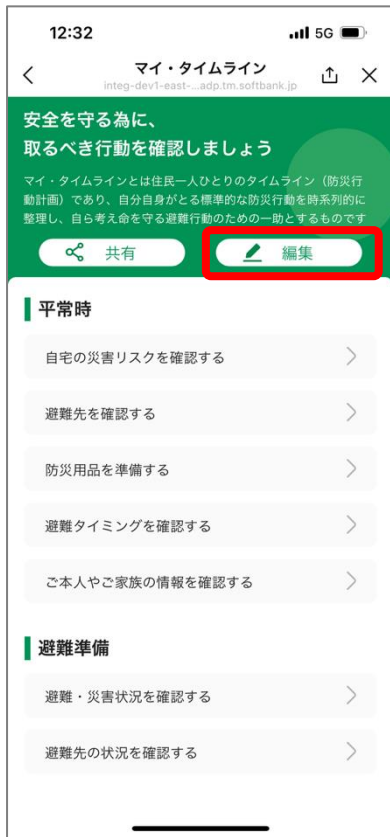 12:32
5G
マイ・タイムライン
integ-dev1-east-...adp.tm.softbank.jp
安全を守る為に、
取るべき行動を確認しましょう
マイ・タイムラインとは住民一人ひとりのタイムライン（防災行
動計画）であり、自分自身がとる標準的な防災行動を時系列的に
整理し、自ら考え命を守る避難行動のための一助とするものです
共有
編集
平常時
自宅の災害リスクを確認する
避難先を確認する
防災用品を準備する
避難タイミングを確認する
ご本人やご家族の情報を確認する
避難準備
避難・災害状況を確認する
避難先の状況を確認する